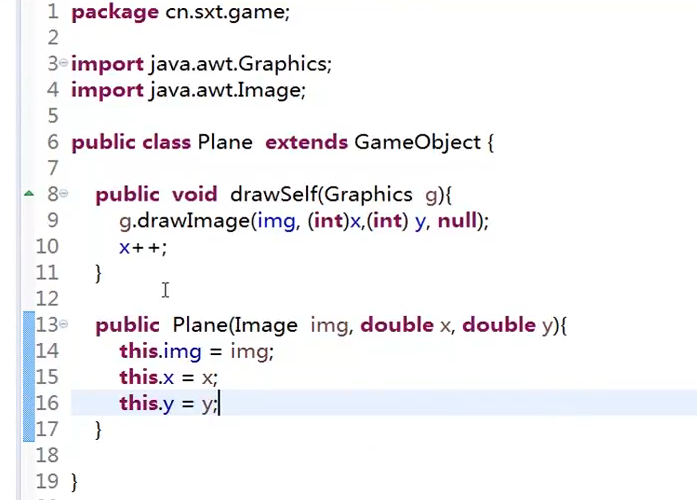 1 package cn.sxt.game;
2
3 import java.awt.Graphics;
4 import java.awt.Image;
5
6 public class Plane  extends GameObject {
7
8 public  void  drawSelf(Graphics  g){
9 g.drawImage(img, (int)x,(int) y, null);
10 x++;
11 }
12
13 public  Plane(Image  img, double x, double y){
14 this.img = img;
15 this.x = x;
16 this.y = y;
17 }
18
19 }